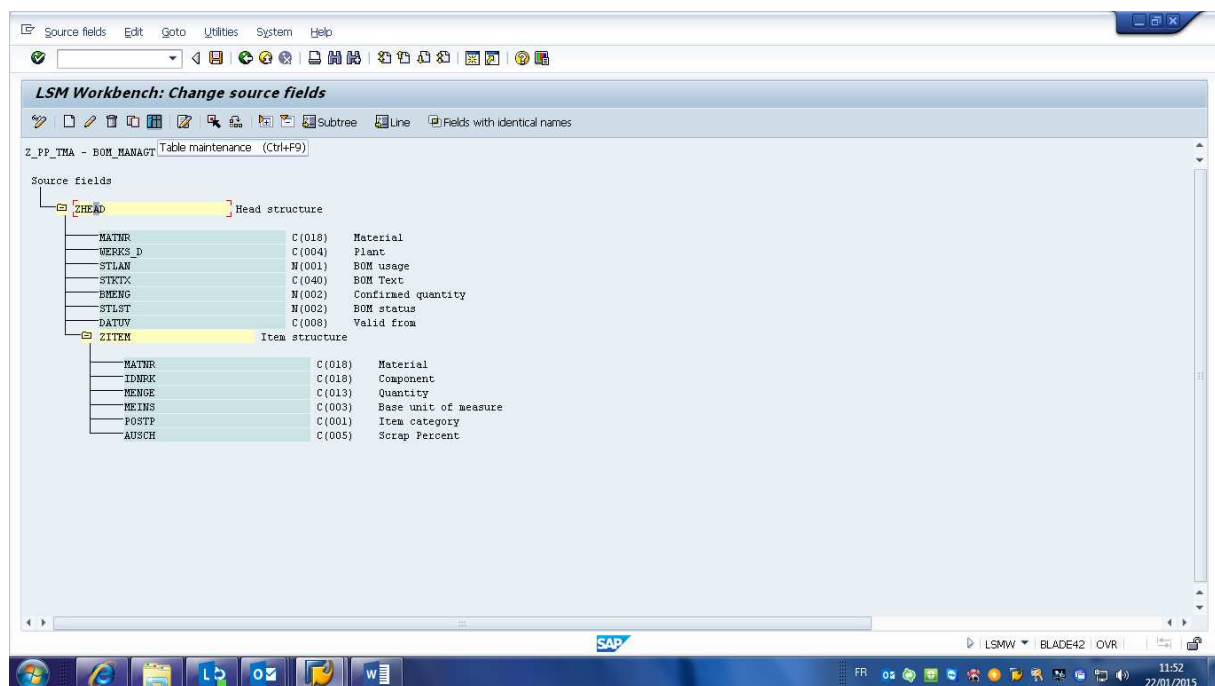 Source fields Edit Goto Utilities System Help
LSM Workbench: Change source fields
Subtree Line Fields with identical names
Z_PP_TMA - BOM_MANAGT Table maintenance (Ctrl+F9)
Source fields
ZHEAD Head structure
MATNR C(018) Material
WERKS_D C(004) Plant
STLAN N(001) BOM usage
STKTX C(040) BOM Text
BMENG N(002) Confirmed quantity
STLST N(002) BOM status
DATUV C(008) Valid from
ZITEM Item structure
MATNR C(018) Material
IDNRK C(018) Component
MENGE C(013) Quantity
MEINS C(003) Base unit of measure
POSTP C(001) Item category
AUSCH C(005) Scrap Percent
SAP LSMW BLADE42 OVR
FR 11:52
22/01/2015